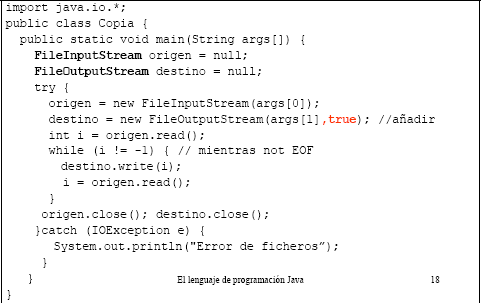 import java.io.*;
public class Copia {
public static void main(String args[]) {
FileInputStream origen = null;
FileOutputStream destino = null;
try {
origen = new FileInputStream(args[0]);
destino = new FileOutputStream(args[1],true); //añadir
int i = origen.read();
while (i != -1) { // mientras not EOF
destino.write(i);
i = origen.read();
}
origen.close(); destino.close();
}catch (IOException e) {
System.out.println("Error de ficheros”);
}
}
El lenguaje de programación Java 18
}